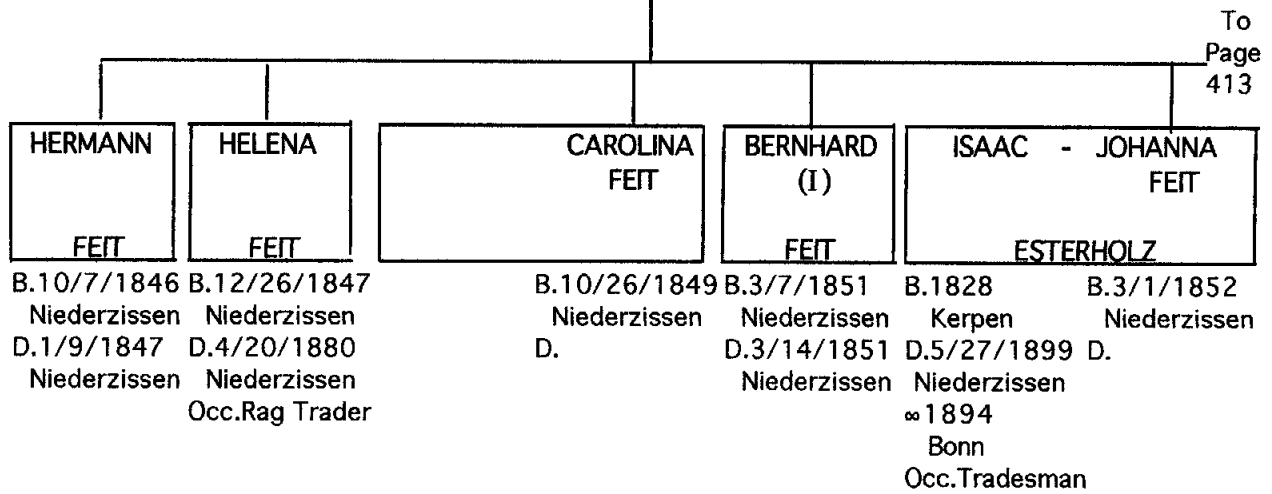 To
Page
413
HERMANN
FEIT
B.10/7/1846
Niederzissen
D.1/9/1847
Niederzissen
HELENA
FEIT
B.12/26/1847
Niederzissen
D.4/20/1880
Niederzissen
Occ.Rag Trader
CAROLINA
FEIT
B.10/26/1849
Niederzissen
D.
BERNHARD
(I)
FEIT
B.3/7/1851
Niederzissen
D.3/14/1851
Niederzissen
ISAAC - JOHANNA
FEIT
ESTERHOLZ
B.1828
Kerpen
D.5/27/1899
Niederzissen
∞1894
Bonn
Occ.Tradesman
B.3/1/1852
Niederzissen
D.